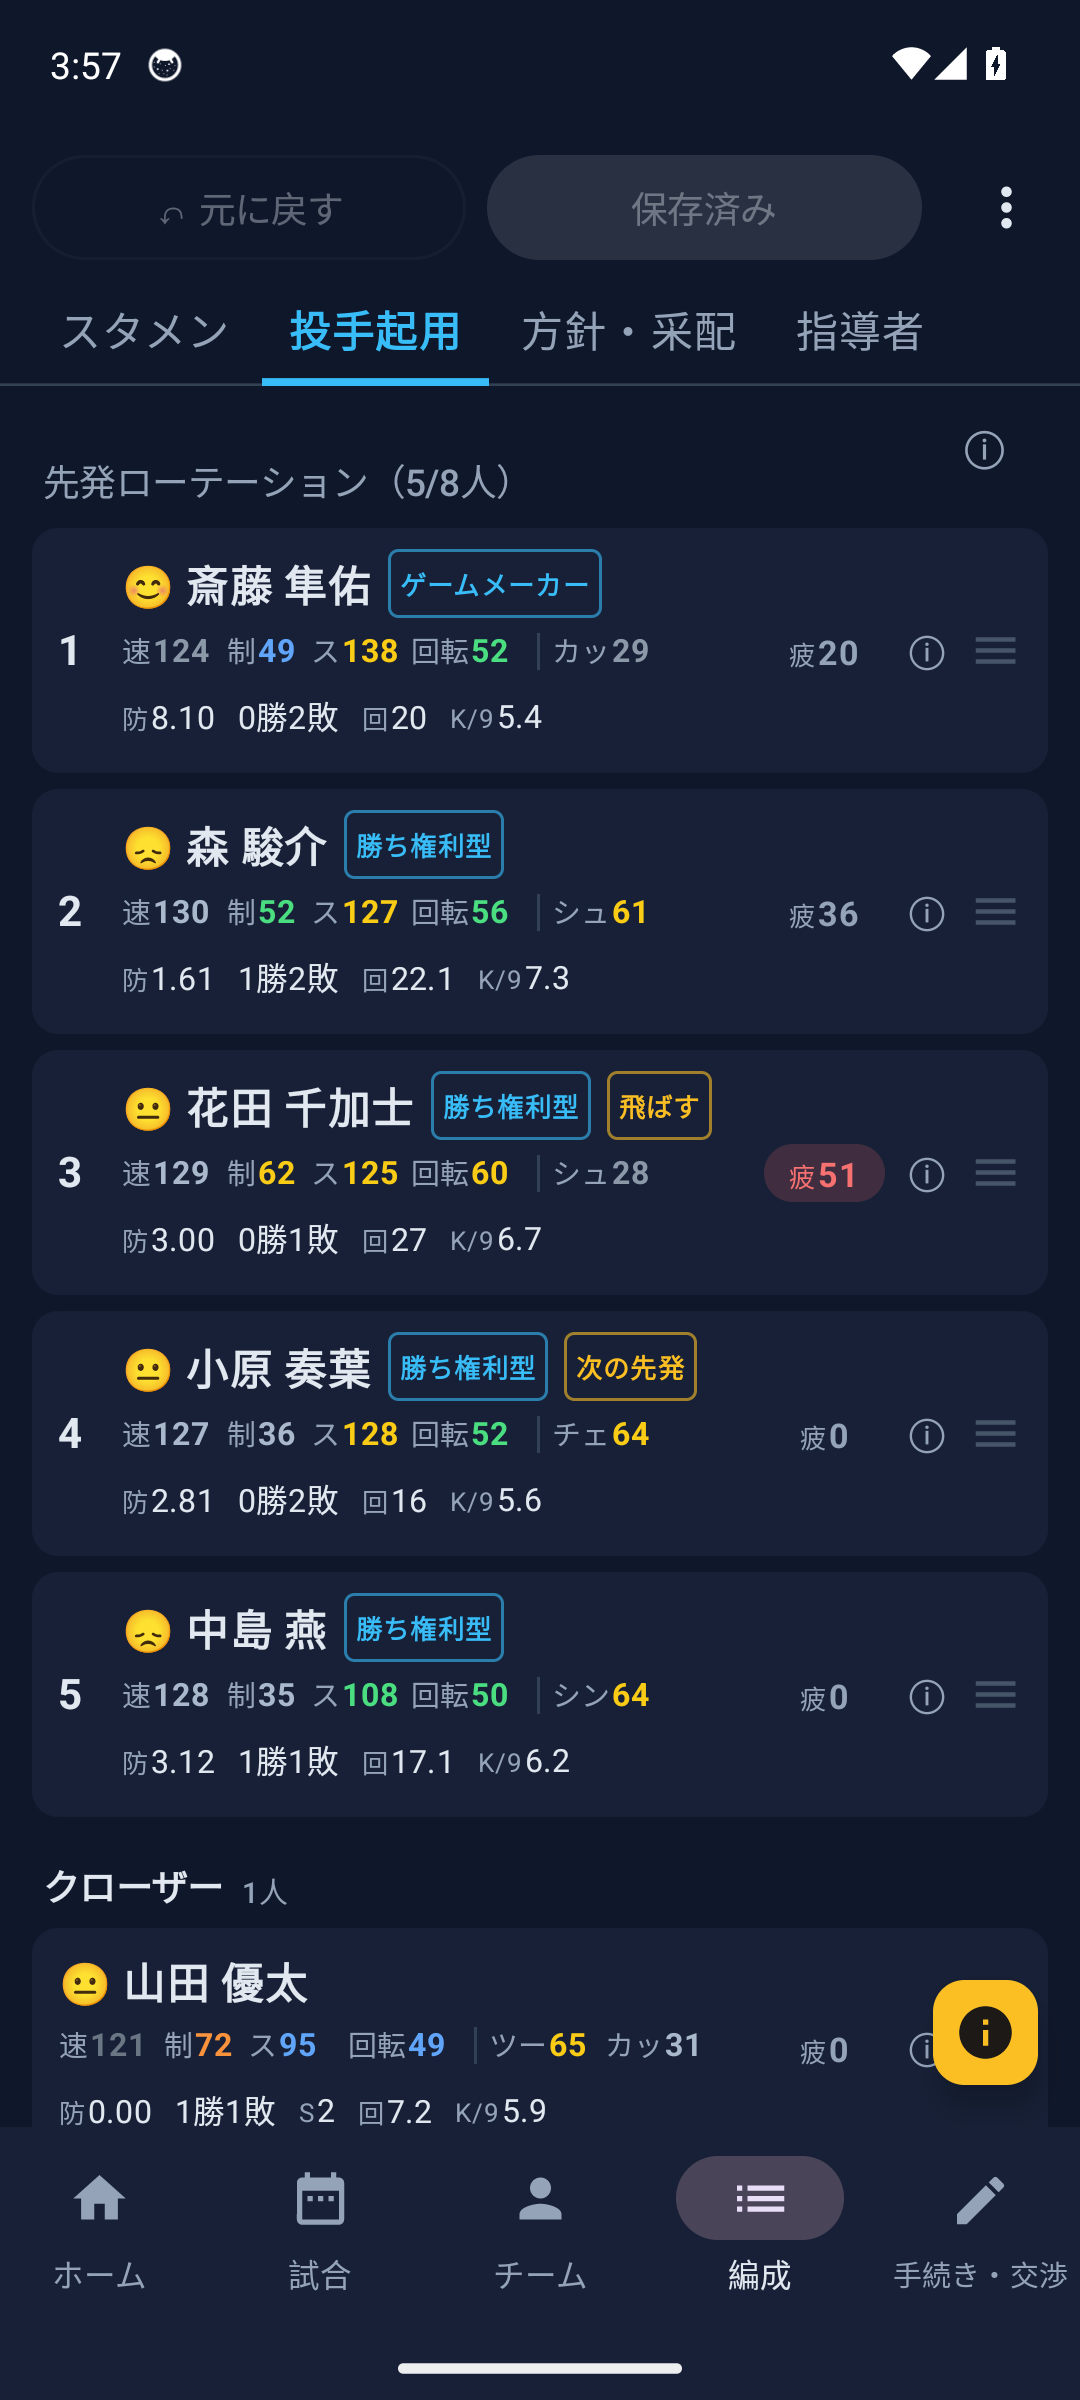 3:57
元に戻す
保存済み
スタメン 投手起用 方針・采配 指導者
先発ローテーション（5/8人）
斎藤 隼佑 ゲームメーカー
1 速124 制49 ス138 回転52 カッ29 疲20
防8.10 0勝2敗 回20 K/9 5.4
森 駿介 勝ち権利型
2 速130 制52 ス127 回転56 シュ61 疲36
防1.61 1勝2敗 回22.1 K/9 7.3
花田 千加士 勝ち権利型 飛ばす
3 速129 制62 ス125 回転60 シュ28 疲51
防3.00 0勝1敗 回27 K/9 6.7
小原 奏葉 勝ち権利型 次の先発
4 速127 制36 ス128 回転52 チェ64 疲0
防2.81 0勝2敗 回16 K/9 5.6
中島 燕 勝ち権利型
5 速128 制35 ス108 回転50 シン64 疲0
防3.12 1勝1敗 回17.1 K/9 6.2
クローザー 1人
山田 優太
速121 制72 ス95 回転49 ツー65 カッ31 疲0
防0.00 1勝1敗 S2 回7.2 K/9 5.9
ホーム 試合 チーム 編成 手続き・交渉